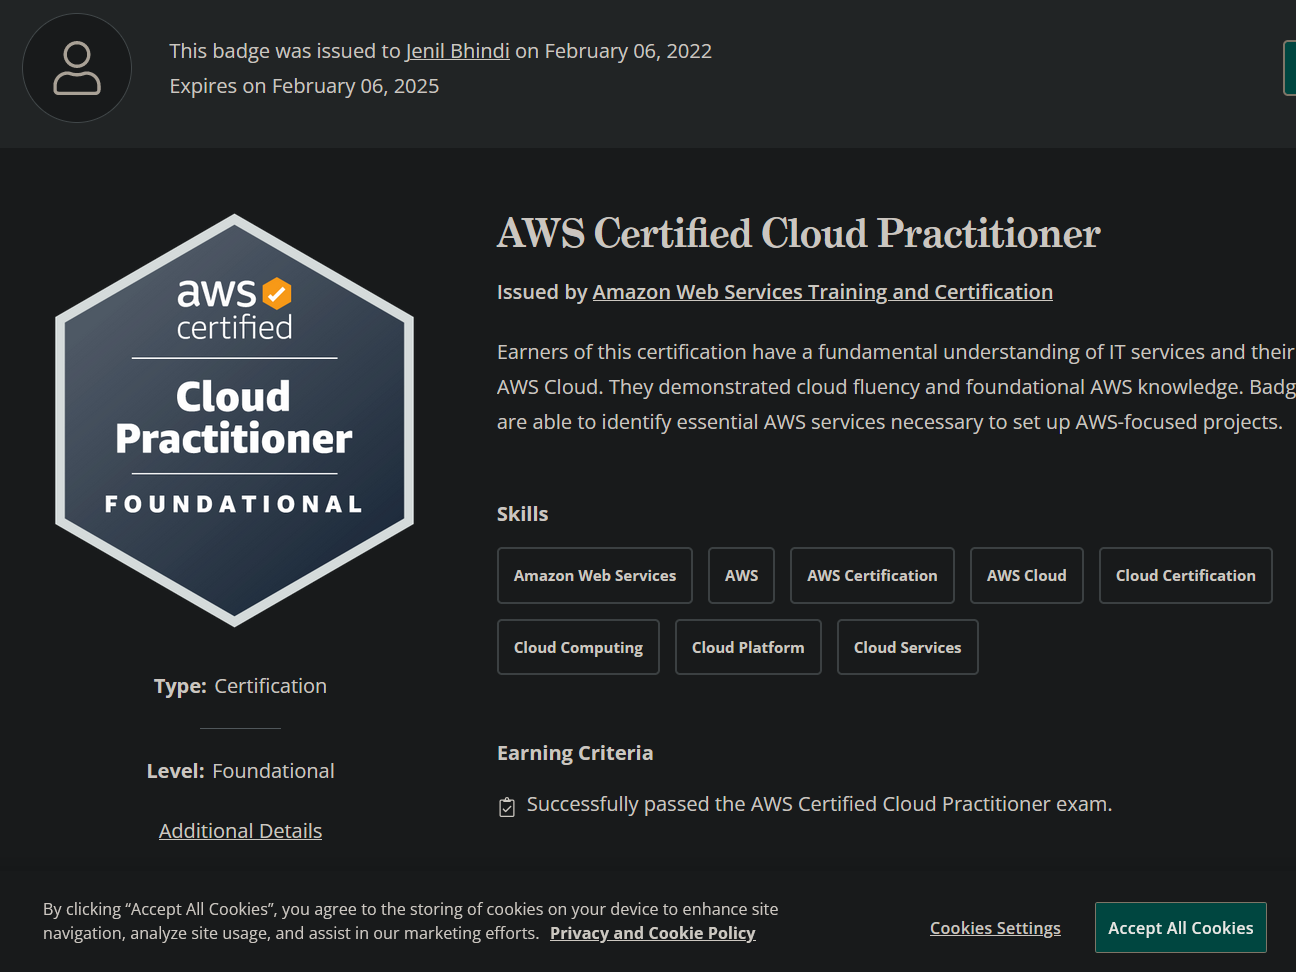 This badge was issued to Jenil Bhindi on February 06, 2022
Expires on February 06, 2025
aws
certified
Cloud
Practitioner
FOUNDATIONAL
Type: Certification
Level: Foundational
Additional Details
AWS Certified Cloud Practitioner
Issued by Amazon Web Services Training and Certification
Earners of this certification have a fundamental understanding of IT services and their
AWS Cloud. They demonstrated cloud fluency and foundational AWS knowledge. Badg
are able to identify essential AWS services necessary to set up AWS-focused projects.
Skills
Amazon Web Services AWS AWS Certification AWS Cloud Cloud Certification
Cloud Computing Cloud Platform Cloud Services
Earning Criteria
Successfully passed the AWS Certified Cloud Practitioner exam.
By clicking “Accept All Cookies”, you agree to the storing of cookies on your device to enhance site
navigation, analyze site usage, and assist in our marketing efforts. Privacy and Cookie Policy
Cookies Settings
Accept All Cookies